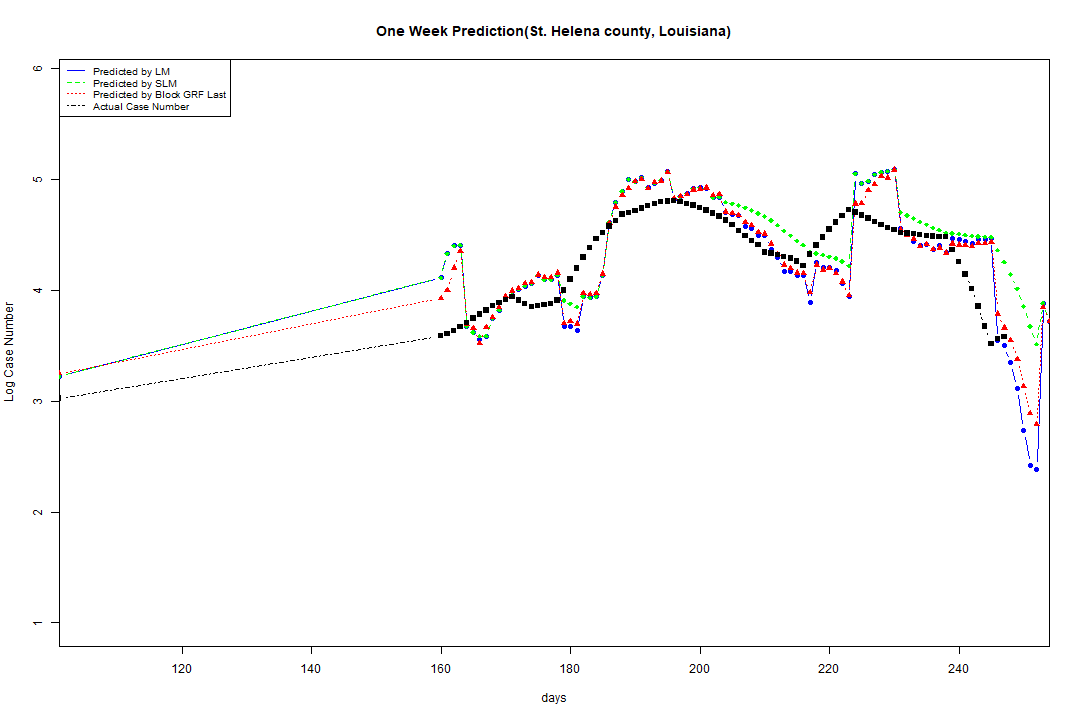 One Week Prediction(St. Helena county, Louisiana)
Predicted by LM
Predicted by SLM
Predicted by Block GRF Last
Actual Case Number
6
5
4
3
2
1
Log Case Number
120 140 160 180 200 220 240
days